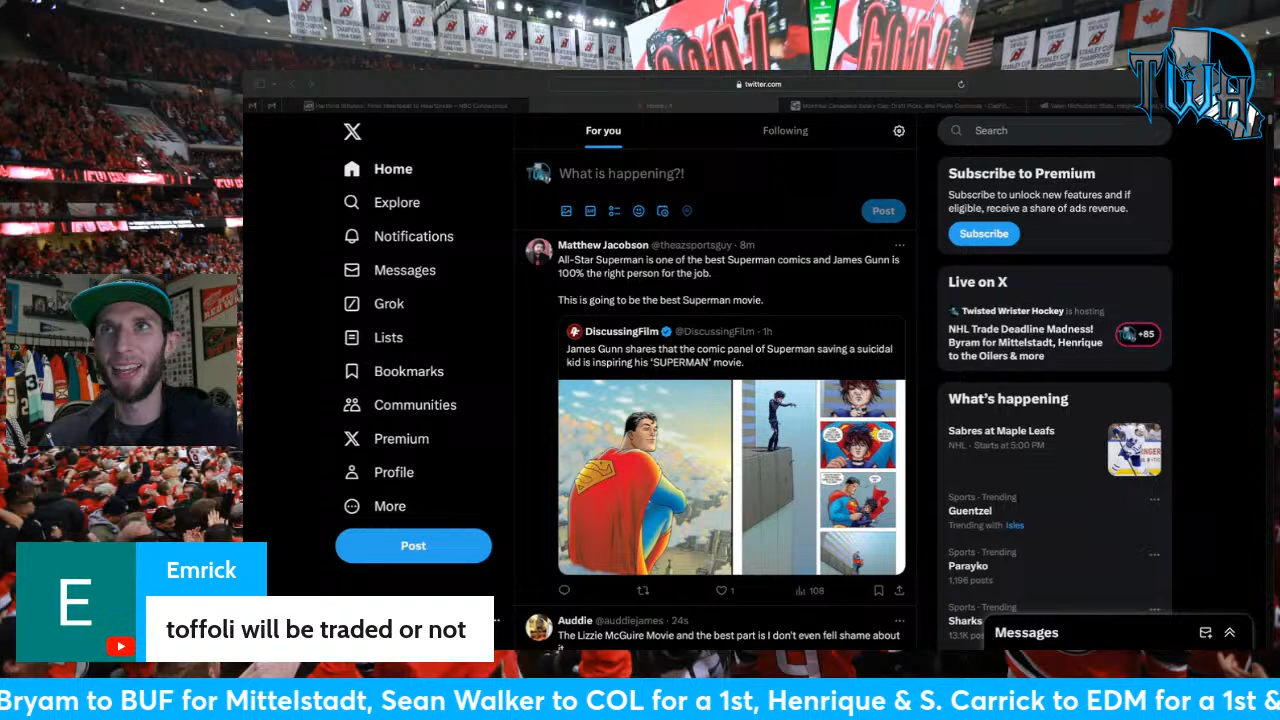 GOAL
GOAL
TWH
twitter.com
For you
Following
Search
Home
Explore
Notifications
Messages
Grok
Lists
Bookmarks
Communities
Premium
Profile
More
Post
What is happening?!
Post
Matthew Jacobson @theazsportsguy · 8m
All-Star Superman is one of the best Superman comics and James Gunn is
100% the right person for the job.
This is going to be the best Superman movie.
DiscussingFilm @DiscussingFilm · 1h
James Gunn shares that the comic panel of Superman saving a suicidal
kid is inspiring his 'SUPERMAN' movie.
1
108
Auddie @auddiejames · 24s
The Lizzie McGuire Movie and the best part is I don't even fell shame about
it
Subscribe to Premium
Subscribe to unlock new features and if
eligible, receive a share of ads revenue.
Subscribe
Live on X
Twisted Wrister Hockey is hosting
NHL Trade Deadline Madness!
Byram for Mittelstadt, Henrique
to the Oilers & more
+85
What's happening
Sabres at Maple Leafs
NHL · Starts at 5:00 PM
Sports · Trending
Guentzel
Trending with Isles
Sports · Trending
Parayko
1,196 posts
Sports · Trending
Sharks
13.1K
Messages
E
Emrick
toffoli will be traded or not
Bryam to BUF for Mittelstadt, Sean Walker to COL for a 1st, Henrique & S. Carrick to EDM for a 1st &